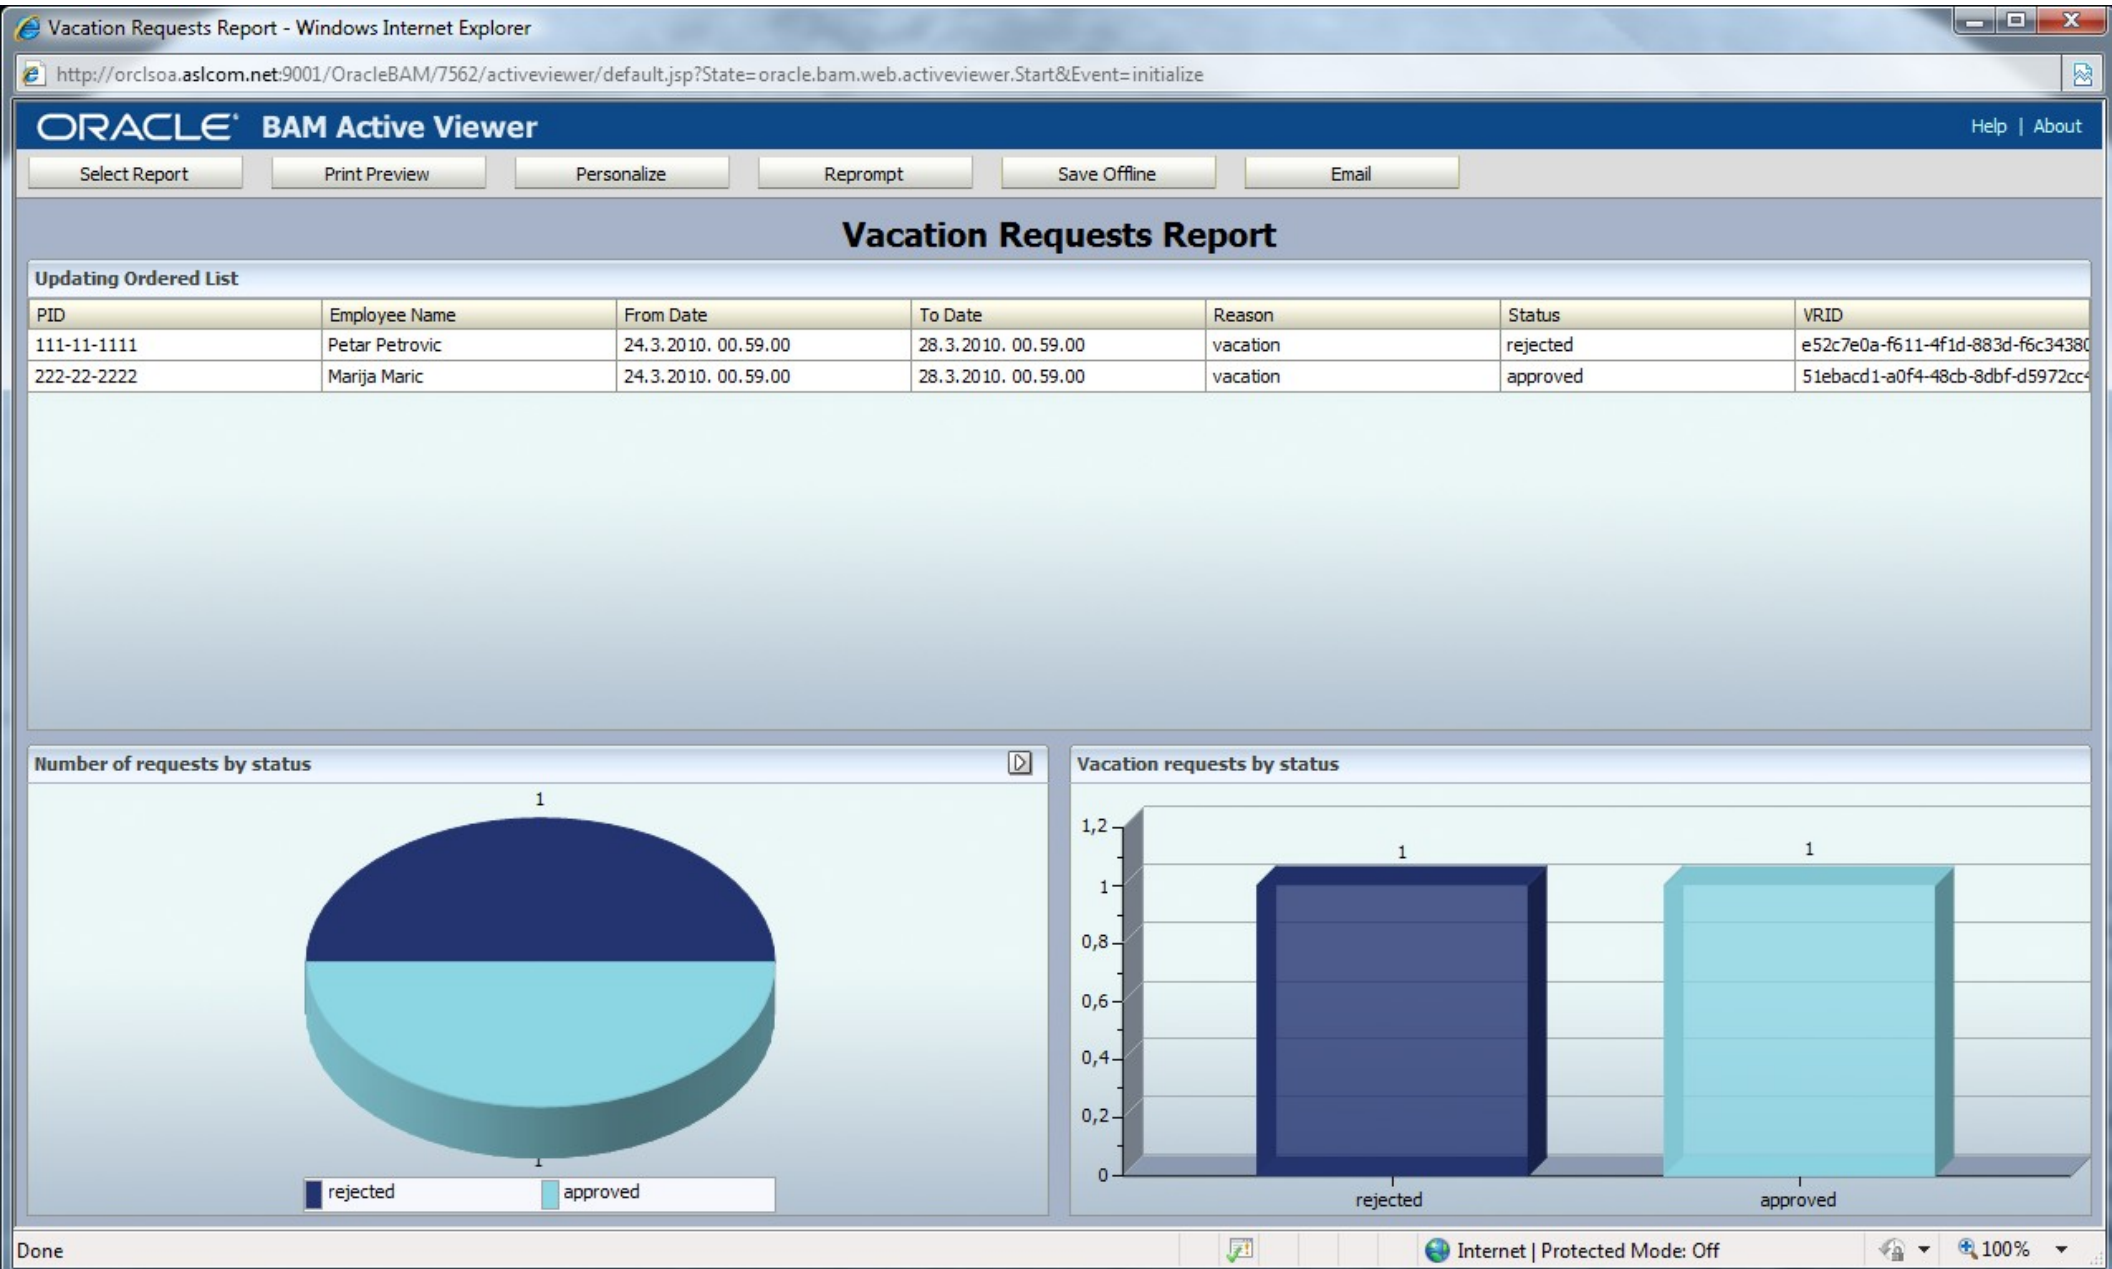 Vacation Requests Report - Windows Internet Explorer
http://orclsoa.aslcom.net:9001/OracleBAM/7562/activeviewer/default.jsp?State=oracle.bam.web.activeviewer.Start&Event=initialize
ORACLE BAM Active Viewer Help | About
Select Report Print Preview Personalize Reprompt Save Offline Email
Vacation Requests Report
Updating Ordered List
PID Employee Name From Date To Date Reason Status VRID
111-11-1111 Petar Petrovic 24.3.2010. 00.59.00 28.3.2010. 00.59.00 vacation rejected e52c7e0a-f611-4f1d-883d-f6c34380
222-22-2222 Marija Maric 24.3.2010. 00.59.00 28.3.2010. 00.59.00 vacation approved 51ebacd1-a0f4-48cb-8dbf-d5972cc4
Number of requests by status
1
1
rejected approved
Vacation requests by status
1,2
1
0,8
0,6
0,4
0,2
0
1 1
rejected approved
Done Internet | Protected Mode: Off 100%